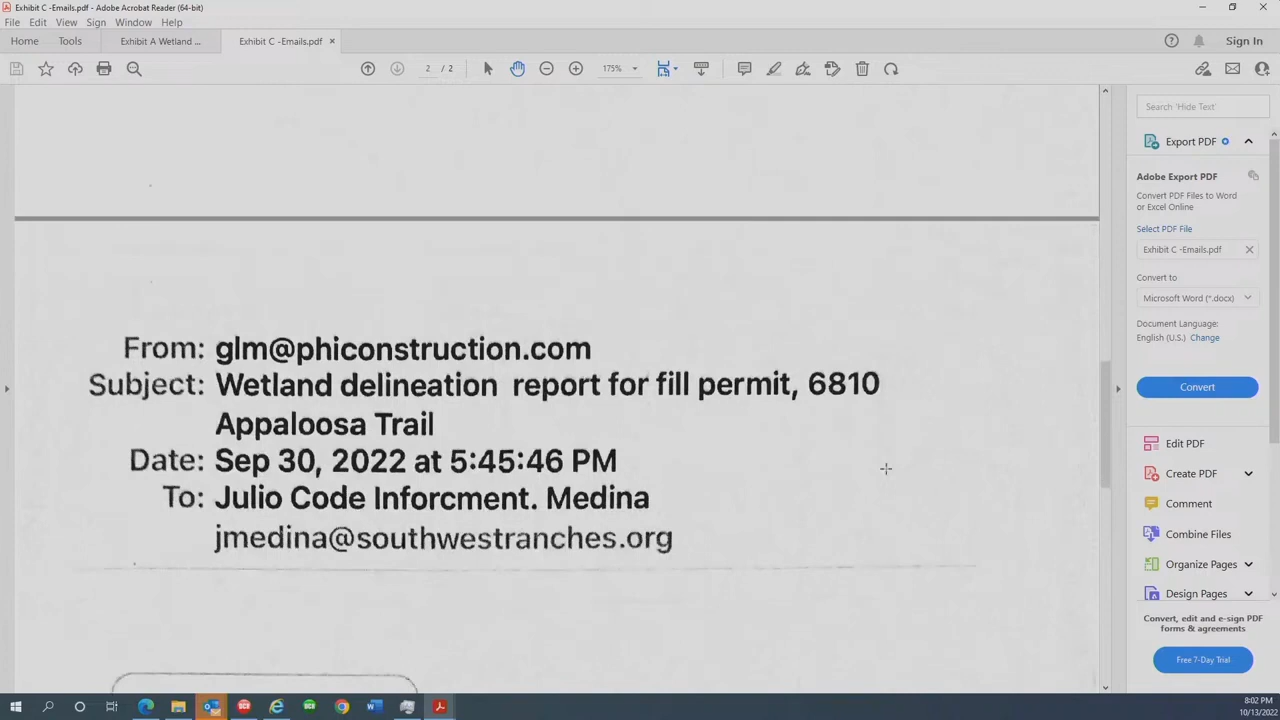 Exhibit C -Emails.pdf - Adobe Acrobat Reader (64-bit)
File Edit View Sign Window Help
Home Tools Exhibit A Wetland ... Exhibit C -Emails.pdf × Sign In
2 / 2 175%
Search 'Hide Text'
Export PDF
Adobe Export PDF
Convert PDF Files to Word
or Excel Online
Select PDF File
Exhibit C -Emails.pdf
Convert to
Microsoft Word (*.docx)
Document Language:
English (U.S.) Change
Convert
Edit PDF
Create PDF
Comment
Combine Files
Organize Pages
Design Pages
Convert, edit and e-sign PDF
forms & agreements
Free 7-Day Trial
From: glm@phiconstruction.com
Subject: Wetland delineation report for fill permit, 6810
Appaloosa Trail
Date: Sep 30, 2022 at 5:45:46 PM
To: Julio Code Inforcment. Medina
jmedina@southwestranches.org
8:02 PM
10/13/2022